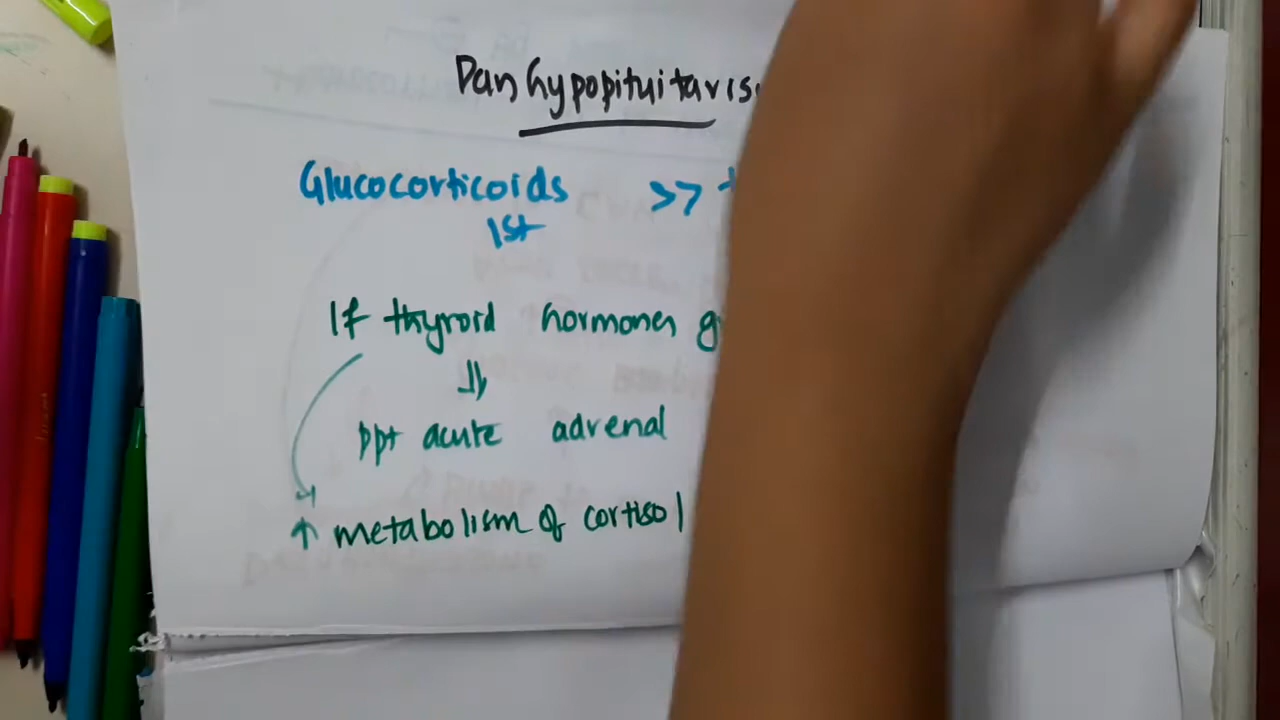 Panhypopituitaris
Glucocorticoids >>
1st
If thyroid hormones
ppt acute adrenal
↑ metabolism of cortisol